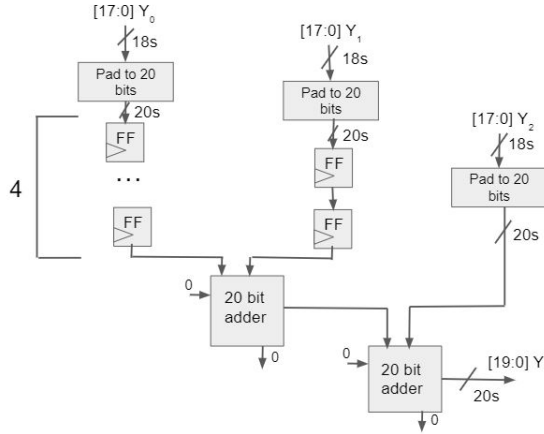 [17:0] Y0
18s
Pad to 20
bits
20s
FF
...
FF
4
[17:0] Y1
18s
Pad to 20
bits
20s
FF
FF
[17:0] Y2
18s
Pad to 20
bits
20s
0
20 bit
adder
0
0
20 bit
adder
0
[19:0] Y
20s